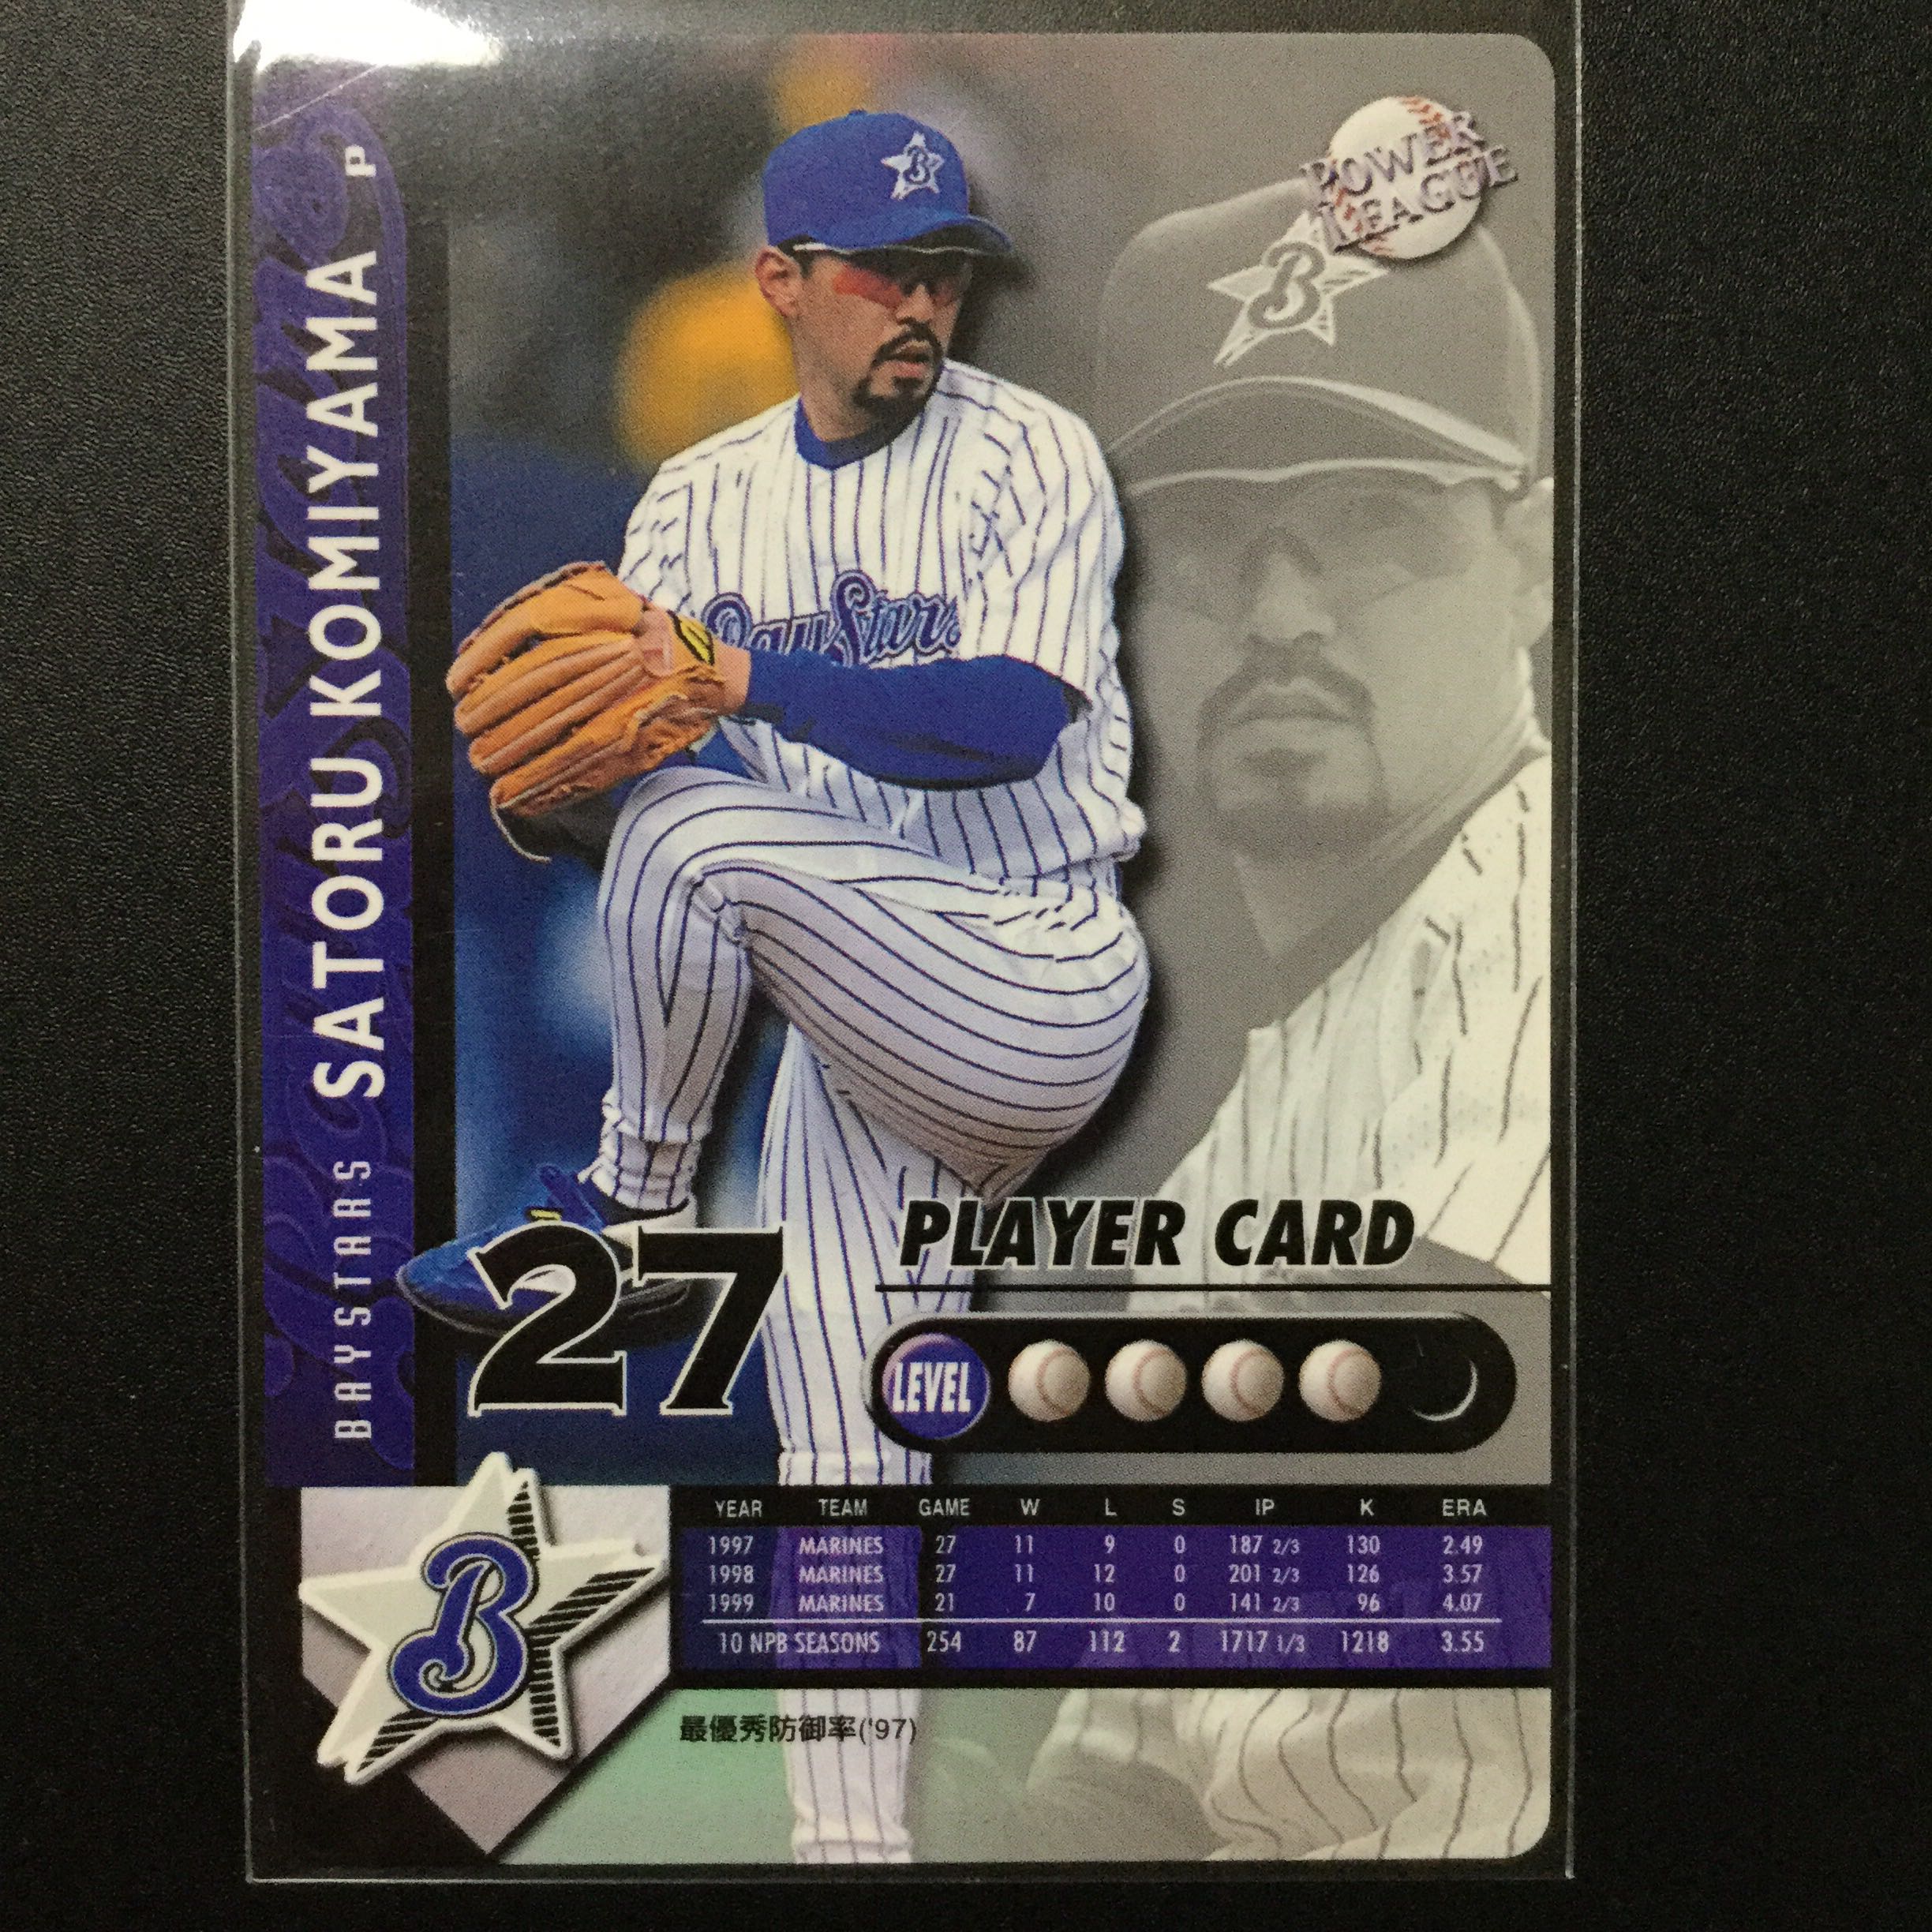 POWER
LEAGUE
B
B
BayStars
BAYSTARS SATORU KOMIYAMA P
27
PLAYER CARD
LEVEL
B
YEAR TEAM GAME W L S IP K ERA
1997 MARINES 27 11 9 0 187 2/3 130 2.49
1998 MARINES 27 11 12 0 201 2/3 126 3.57
1999 MARINES 21 7 10 0 141 2/3 96 4.07
10 NPB SEASONS 254 87 112 2 1717 1/3 1218 3.55
最優秀防御率('97)